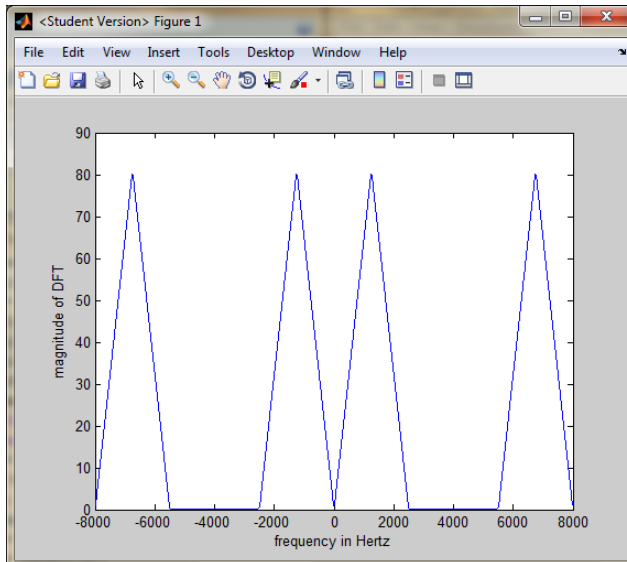 <Student Version> Figure 1
File Edit View Insert Tools Desktop Window Help
90
80
70
60
50
40
30
20
10
0
magnitude of DFT
-8000 -6000 -4000 -2000 0 2000 4000 6000 8000
frequency in Hertz